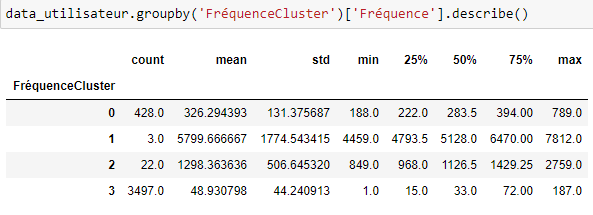 data_utilisateur.groupby('FréquenceCluster')['Fréquence'].describe()
count mean std min 25% 50% 75% max
FréquenceCluster
0 428.0 326.294393 131.375687 188.0 222.0 283.5 394.00 789.0
1 3.0 5799.666667 1774.543415 4459.0 4793.5 5128.0 6470.00 7812.0
2 22.0 1298.363636 506.645320 849.0 968.0 1126.5 1429.25 2759.0
3 3497.0 48.930798 44.240913 1.0 15.0 33.0 72.00 187.0